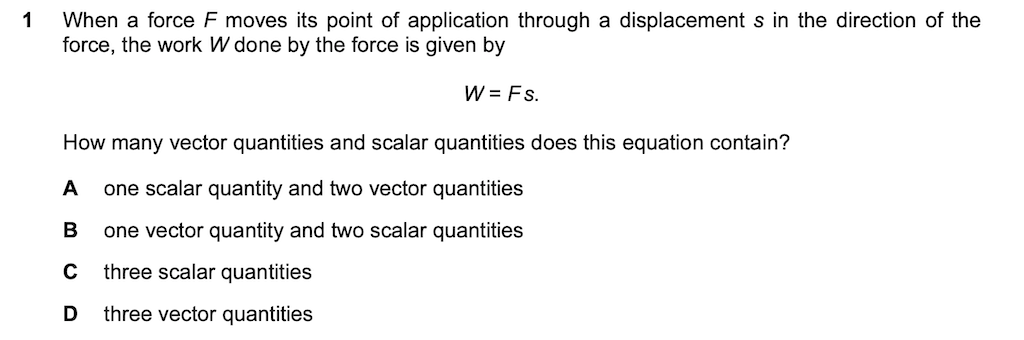 1 When a force F moves its point of application through a displacement s in the direction of the
force, the work W done by the force is given by
W = Fs.
How many vector quantities and scalar quantities does this equation contain?
A one scalar quantity and two vector quantities
B one vector quantity and two scalar quantities
C three scalar quantities
D three vector quantities